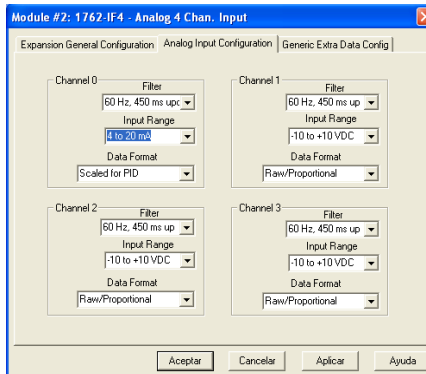 Module #2: 1762-IF4 - Analog 4 Chan. Input
Expansion General Configuration | Analog Input Configuration | Generic Extra Data Config
Channel 0
Filter
60 Hz, 450 ms upc
Input Range
4 to 20 mA
Data Format
Scaled for PID
Channel 1
Filter
60 Hz, 450 ms up
Input Range
-10 to +10 VDC
Data Format
Raw/Proportional
Channel 2
Filter
60 Hz, 450 ms up
Input Range
-10 to +10 VDC
Data Format
Raw/Proportional
Channel 3
Filter
60 Hz, 450 ms up
Input Range
-10 to +10 VDC
Data Format
Raw/Proportional
Aceptar Cancelar Aplicar Ayuda